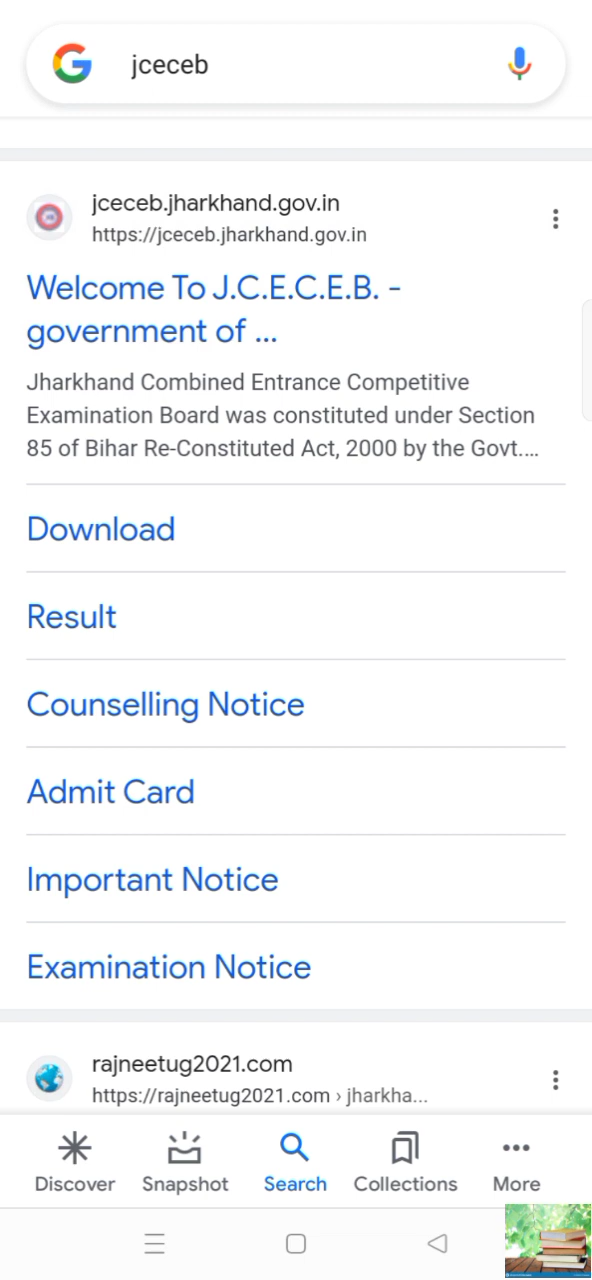 jceceb
jceceb.jharkhand.gov.in
https://jceceb.jharkhand.gov.in
Welcome To J.C.E.C.E.B. -
government of ...
Jharkhand Combined Entrance Competitive
Examination Board was constituted under Section
85 of Bihar Re-Constituted Act, 2000 by the Govt....
Download
Result
Counselling Notice
Admit Card
Important Notice
Examination Notice
rajneetug2021.com
https://rajneetug2021.com › jharkha...
Discover Snapshot Search Collections More